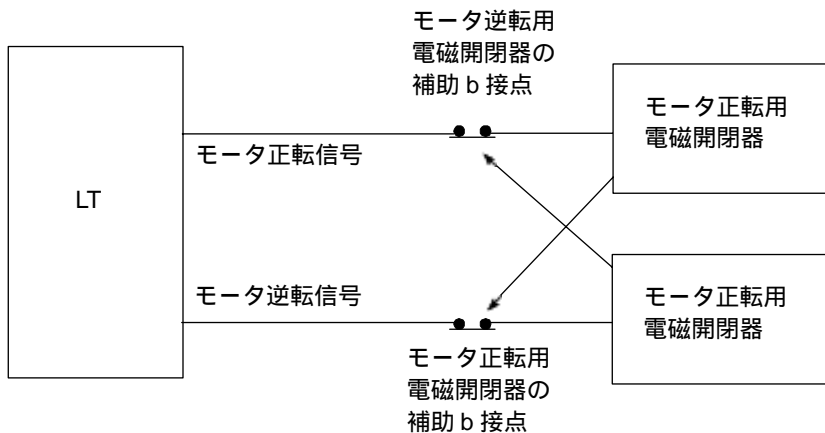 モータ逆転用
電磁開閉器の
補助 b 接点
モータ正転用
電磁開閉器
モータ正転信号
LT
モータ逆転信号
モータ正転用
電磁開閉器
モータ正転用
電磁開閉器の
補助 b 接点